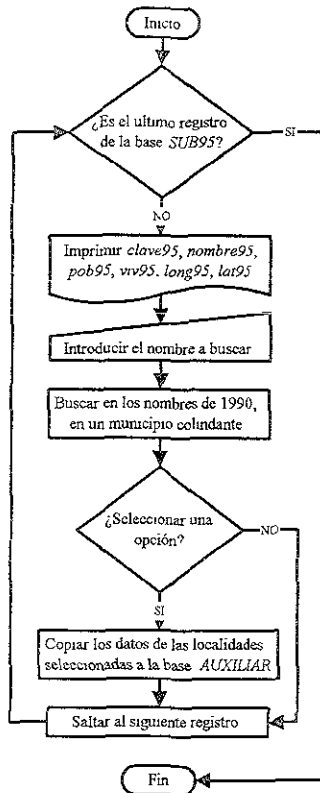 Inicio
¿Es el ultimo registro
de la base SUB95?
SI
NO
Imprimir clave95, nombre95,
pob95, viv95, long95, lat95
Introducir el nombre a buscar
Buscar en los nombres de 1990,
en un municipio colindante
¿Seleccionar una
opción?
NO
SI
Copiar los datos de las localidades
seleccionadas a la base AUXILIAR
Saltar al siguiente registro
Fin